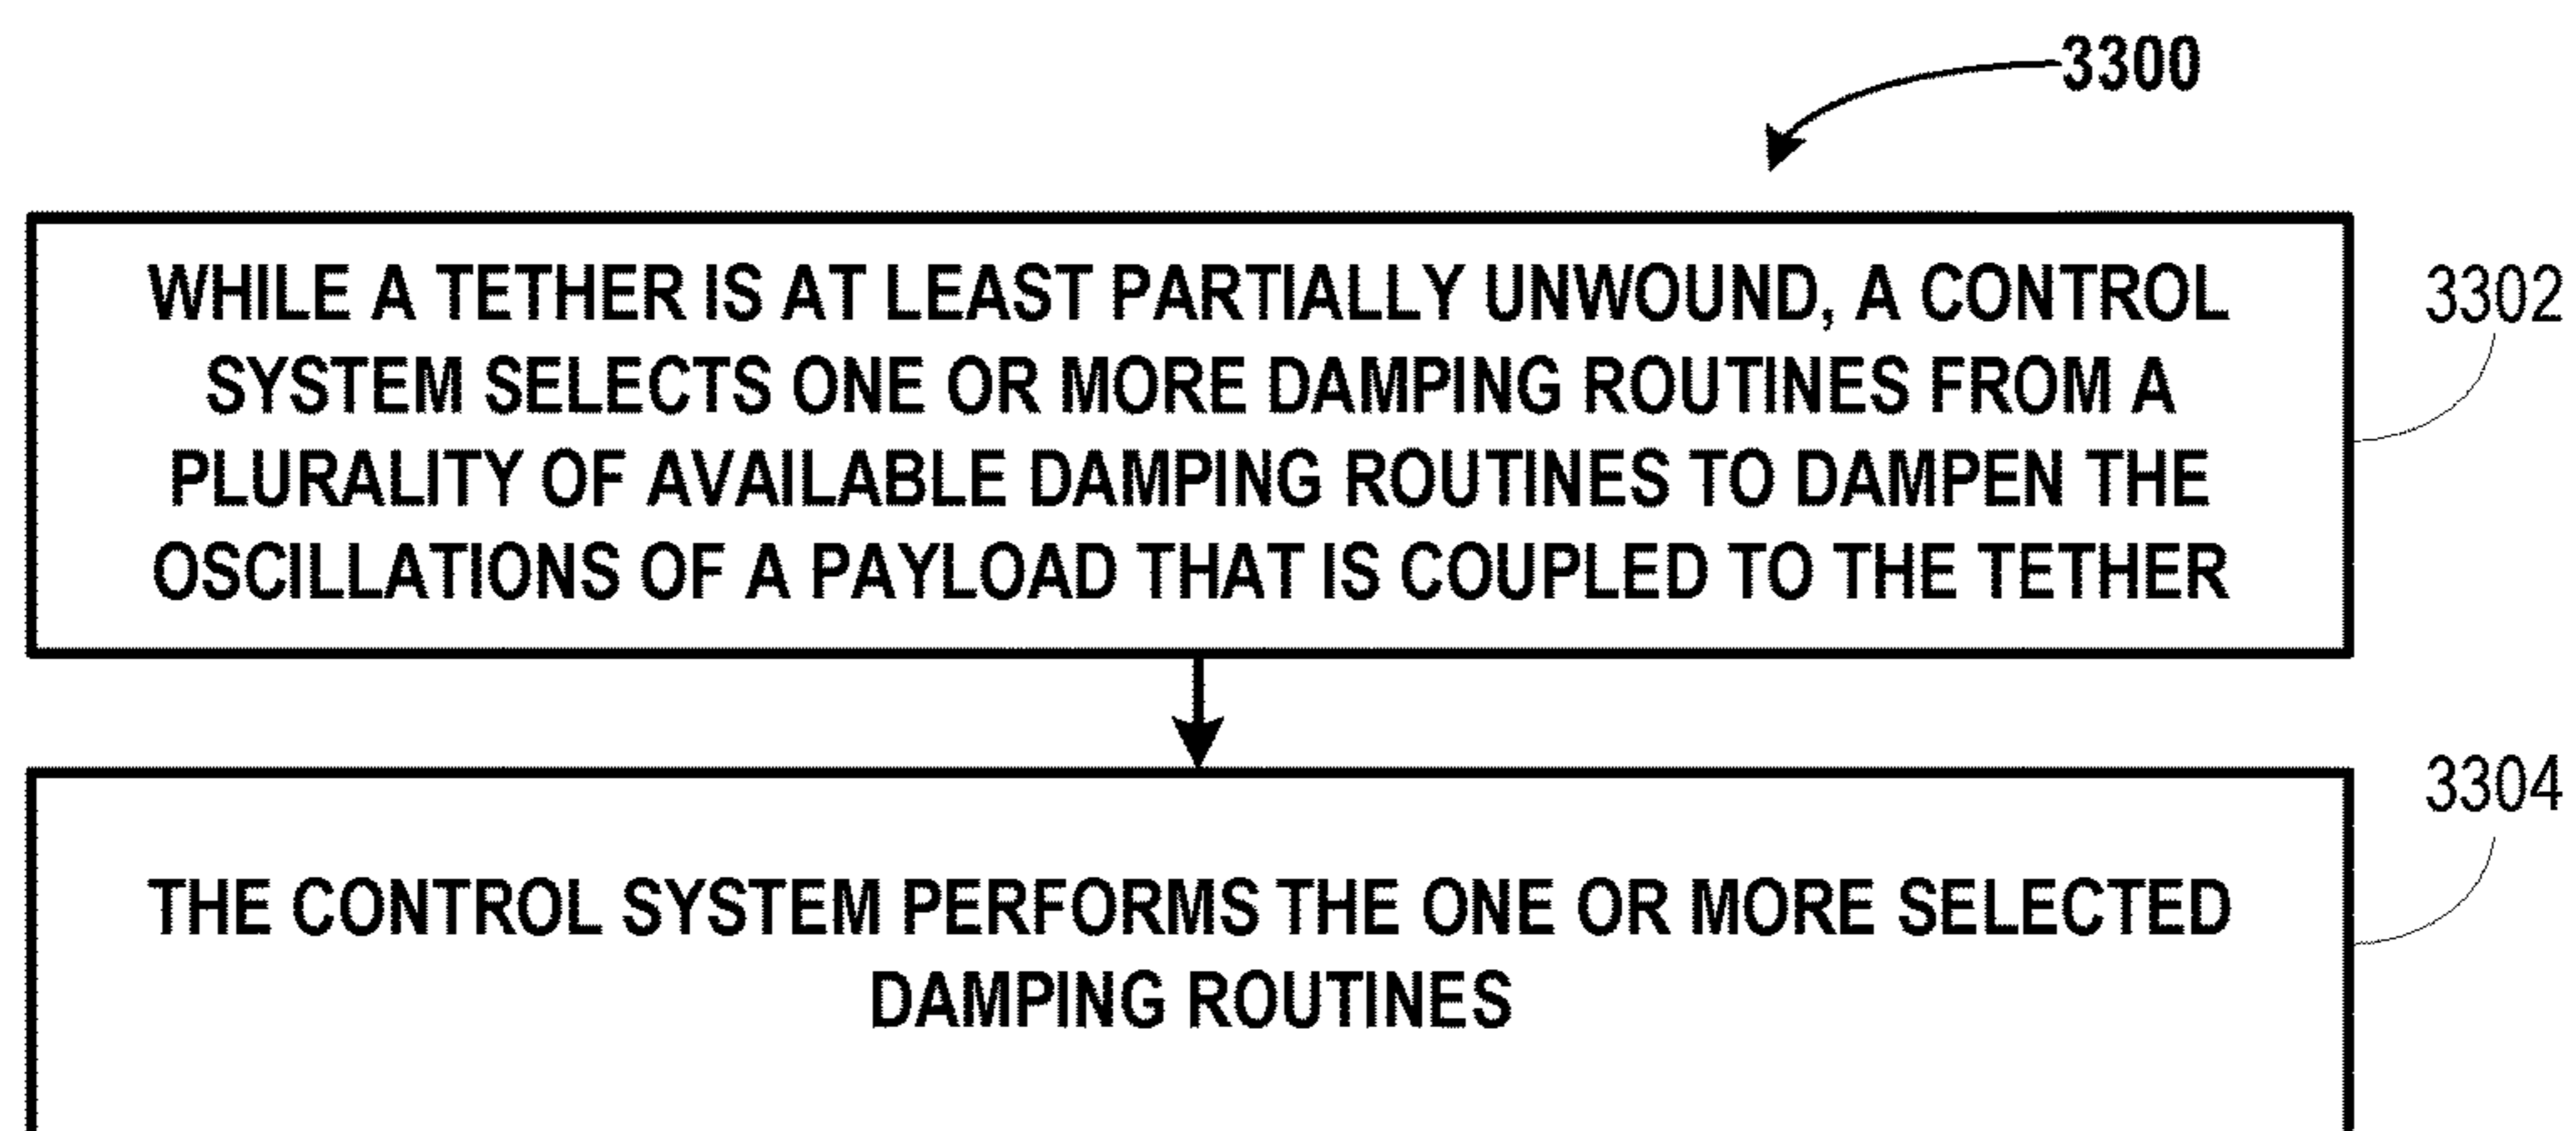 3300
WHILE A TETHER IS AT LEAST PARTIALLY UNWOUND, A CONTROL
SYSTEM SELECTS ONE OR MORE DAMPING ROUTINES FROM A
PLURALITY OF AVAILABLE DAMPING ROUTINES TO DAMPEN THE
OSCILLATIONS OF A PAYLOAD THAT IS COUPLED TO THE TETHER
3302
THE CONTROL SYSTEM PERFORMS THE ONE OR MORE SELECTED
DAMPING ROUTINES
3304